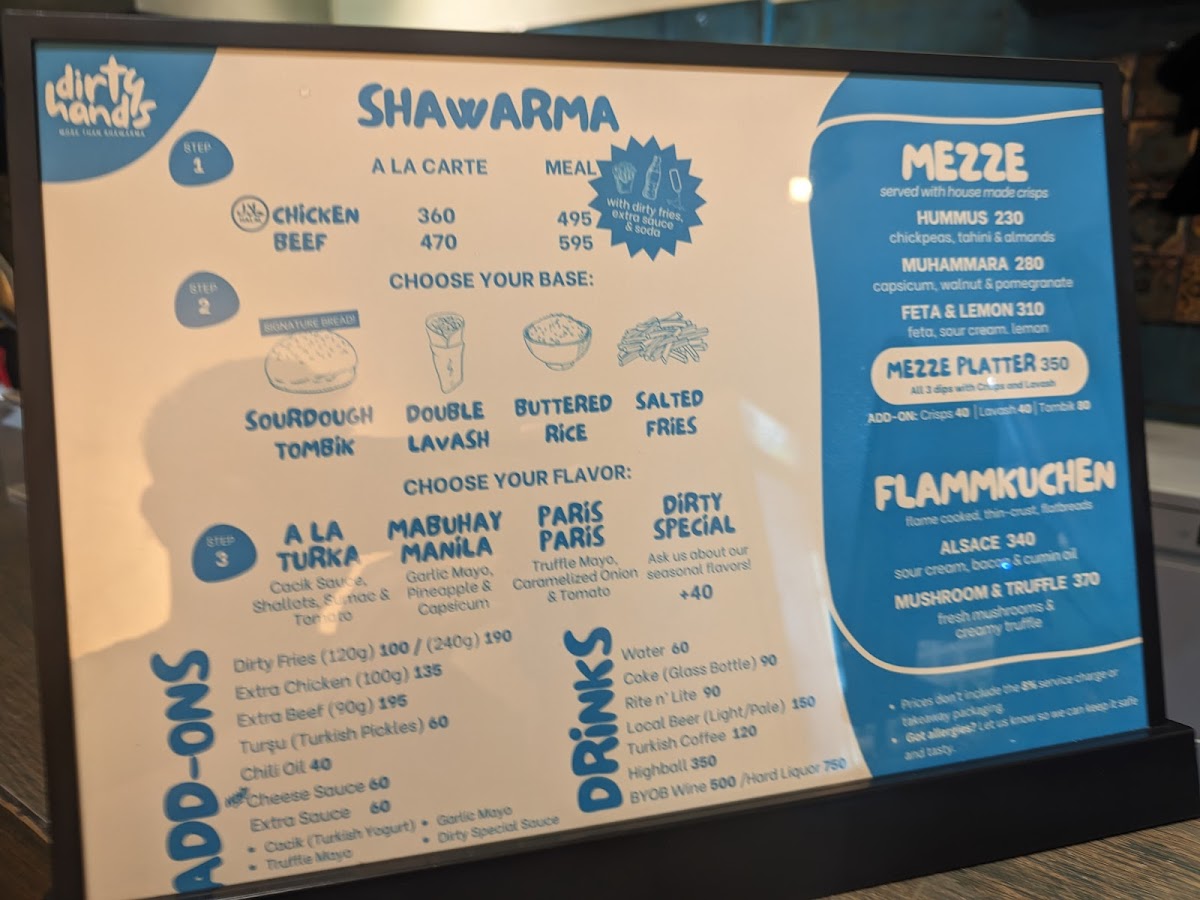 dirty
hands
MORE THAN SHAWARMA
SHAWARMA
STEP
1
A LA CARTE MEAL
with dirty fries,
extra sauce
& soda
CHiCKEN 360 495
BEEF 470 595
STEP
2
CHOOSE YOUR BASE:
SIGNATURE BREAD!
SOURDOUGH
TOMBiK
DOUBLE
LAVASH
BUTTERED
RiCE
SALTED
FRiES
CHOOSE YOUR FLAVOR:
STEP
3
A LA
TURKA
Cacik Sauce,
Shallots, Sumac &
Tomato
MABUHAY
MANiLA
Garlic Mayo,
Pineapple &
Capsicum
PARiS
PARiS
Truffle Mayo,
Caramelized Onion
& Tomato
DiRTY
SPECiAL
Ask us about our
seasonal flavors!
+40
ADD-ONS
Dirty Fries (120g) 100 / (240g) 190
Extra Chicken (100g) 135
Extra Beef (90g) 195
Turşu (Turkish Pickles) 60
Chili Oil 40
Cheese Sauce 60
Extra Sauce 60
• Cacik (Turkish Yogurt) • Garlic Mayo
• Truffle Mayo • Dirty Special Sauce
DRiNKS
Water 60
Coke (Glass Bottle) 90
Rite n' Lite 90
Local Beer (Light/Pale) 150
Turkish Coffee 120
Highball 350
BYOB Wine 500 /Hard Liquor 750
MEZZE
served with house made crisps
HUMMUS 230
chickpeas, tahini & almonds
MUHAMMARA 280
capsicum, walnut & pomegranate
FETA & LEMON 310
feta, sour cream, lemon
MEZZE PLATTER 350
All 3 dips with Crisps and Lavash
ADD-ON: Crisps 40 | Lavash 40 | Tombik 80
FLAMMKUCHEN
flame cooked, thin-crust, flatbreads
ALSACE 340
sour cream, bacon & cumin oil
MUSHROOM & TRUFFLE 370
fresh mushrooms &
creamy truffle
• Prices don't include the 8% service charge or
takeaway packaging.
• Got allergies? Let us know so we can keep it safe
and tasty.